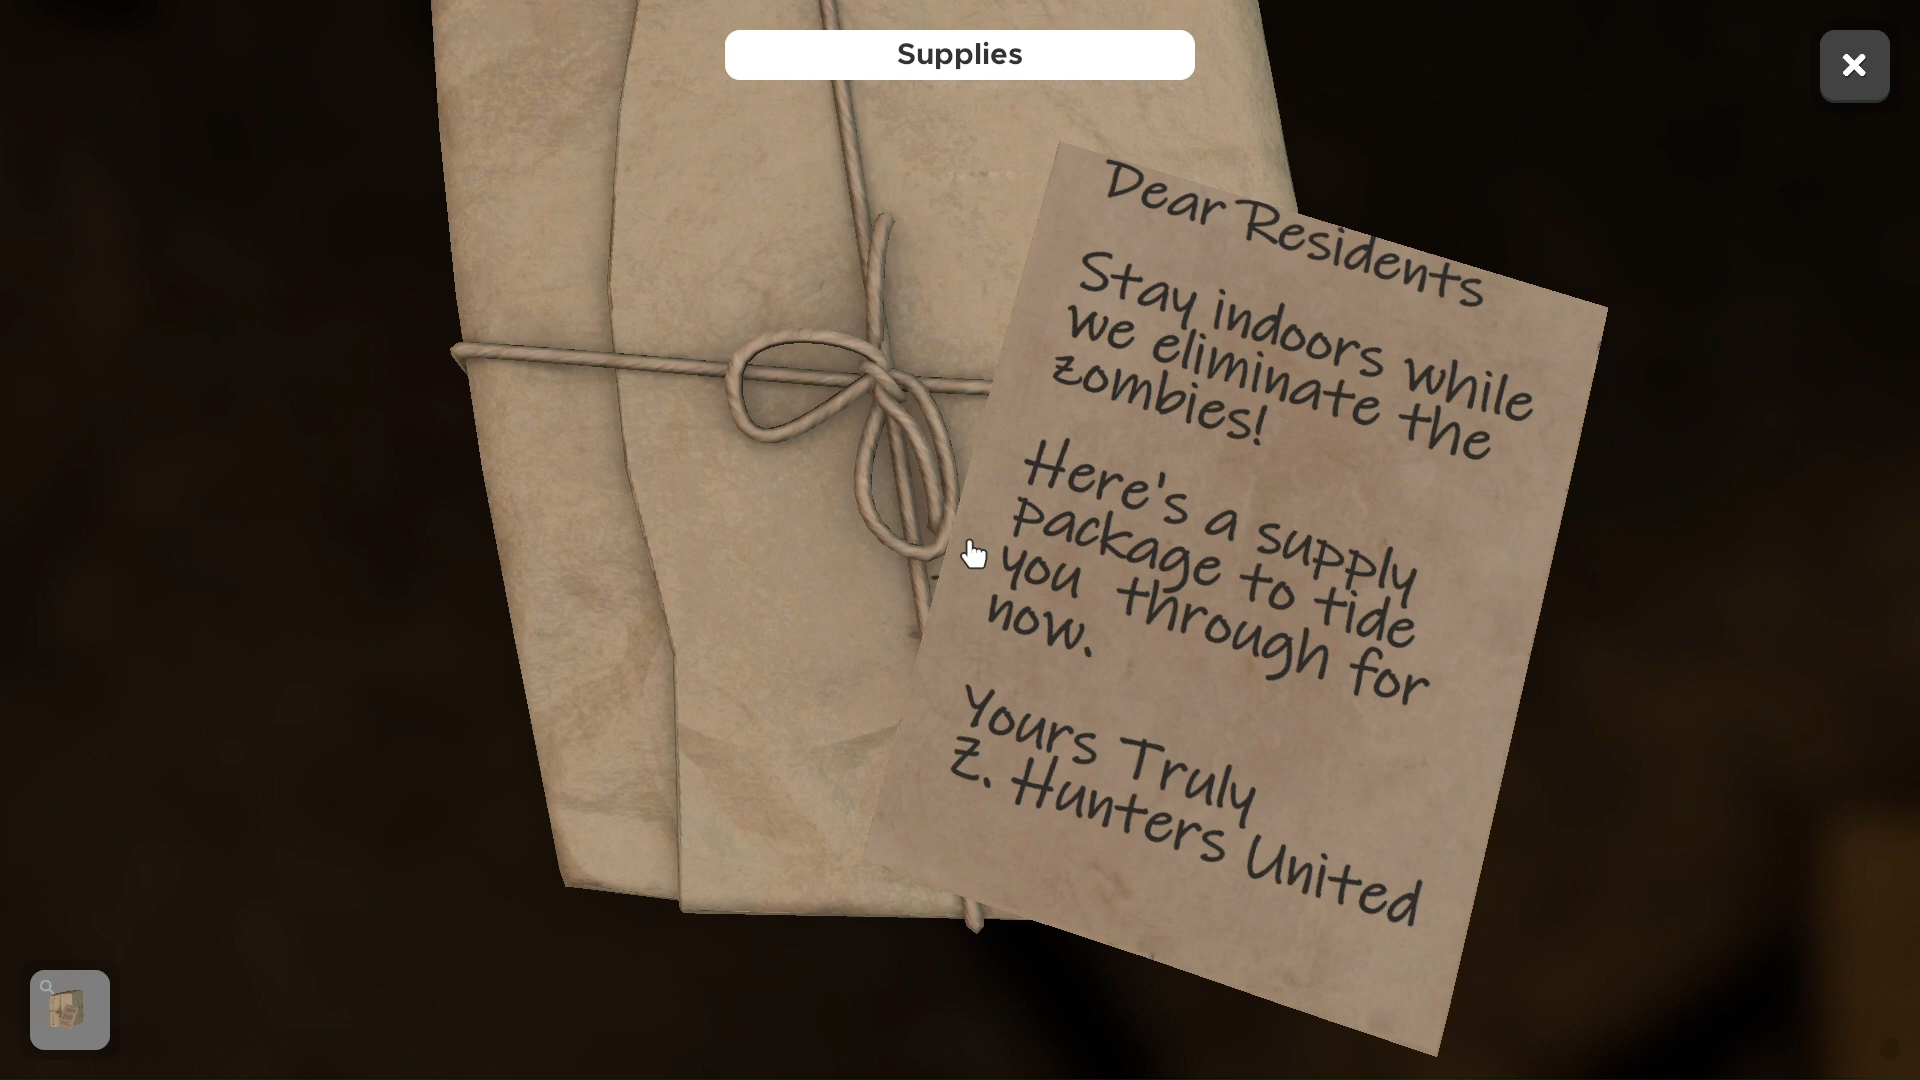 Supplies
Dear Residents
Stay indoors while
we eliminate the
zombies!
Here's a supply
package to tide
you through for
now.
Yours Truly
Z. Hunters United